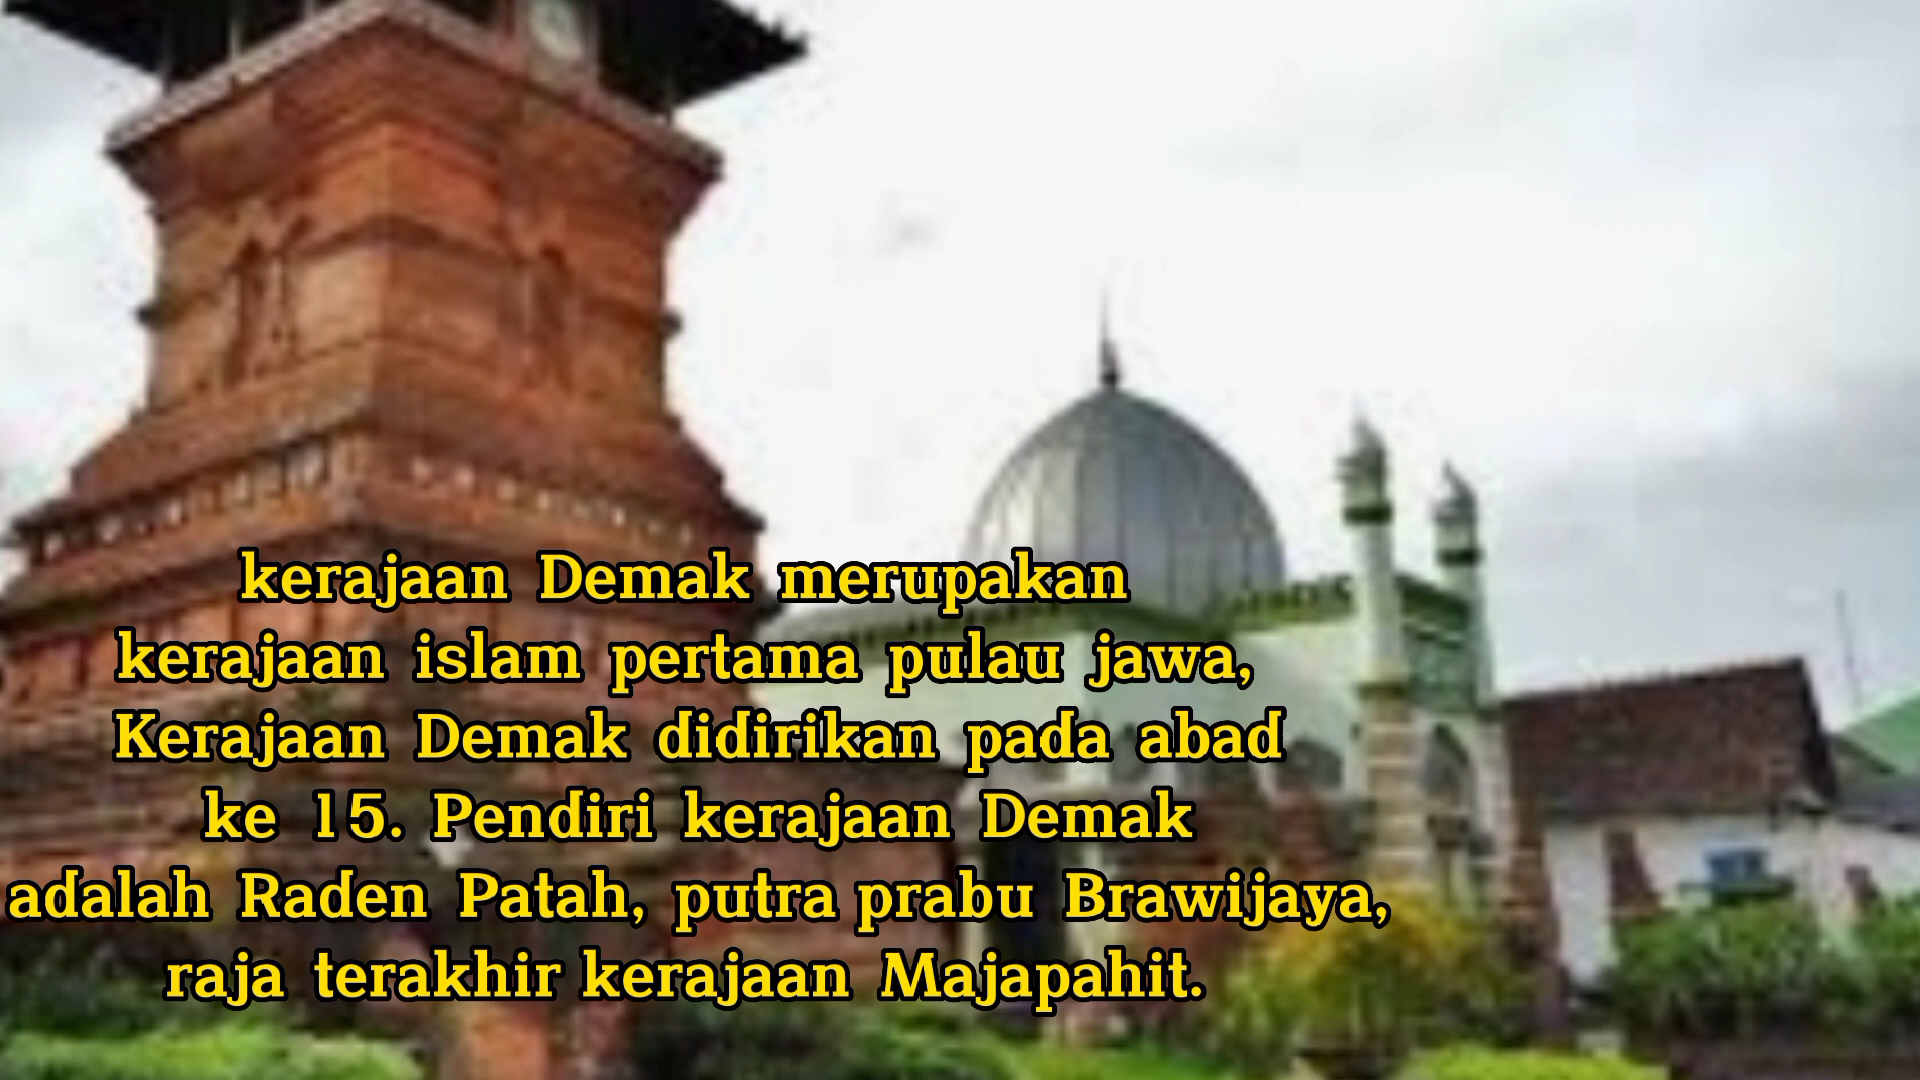 kerajaan Demak merupakan
kerajaan islam pertama pulau jawa,
Kerajaan Demak didirikan pada abad
ke 15. Pendiri kerajaan Demak
adalah Raden Patah, putra prabu Brawijaya,
raja terakhir kerajaan Majapahit.